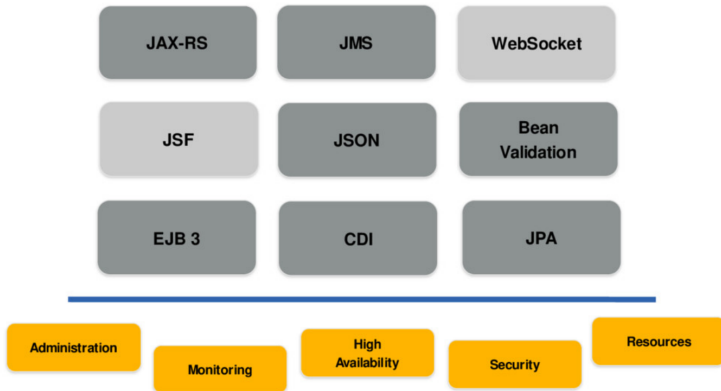 JAX-RS
JMS
WebSocket
JSF
JSON
Bean
Validation
EJB 3
CDI
JPA
Administration
Monitoring
High
Availability
Security
Resources